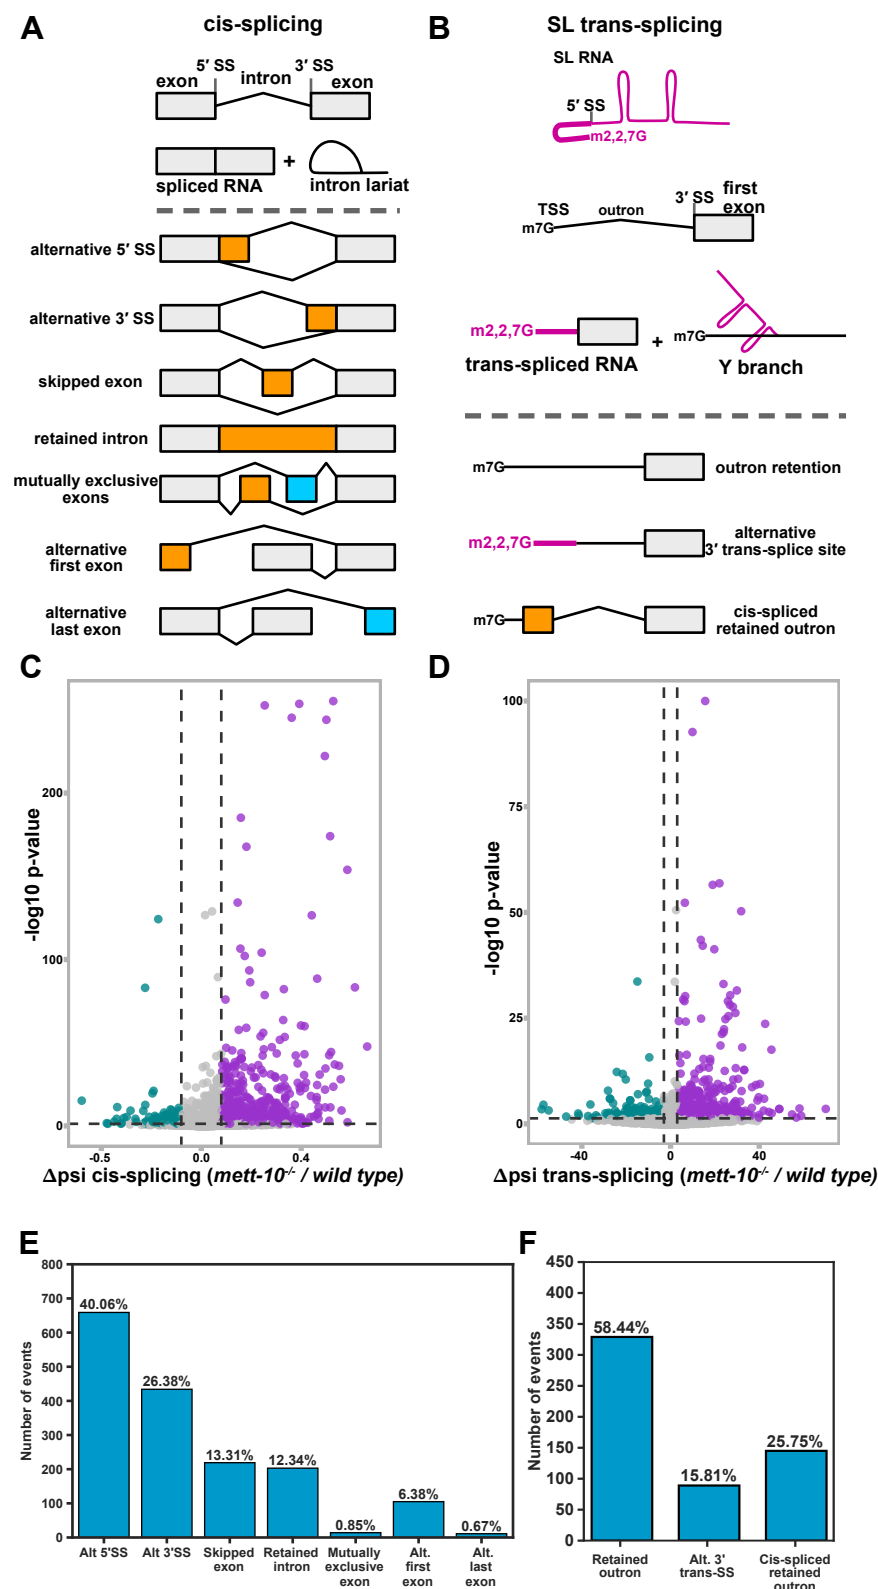 A
cis-splicing
5′ SS
3′ SS
exon
intron
exon
+
spliced RNA
intron lariat
alternative 5′ SS
alternative 3′ SS
skipped exon
retained intron
mutually exclusive
exons
alternative
first exon
alternative
last exon
B
SL trans-splicing
SL RNA
5′ SS
m2,2,7G
TSS
m7G
outron
3′ SS
first
exon
m2,2,7G
+
m7G
trans-spliced RNA
Y branch
m7G
outron retention
m2,2,7G
alternative
3′ trans-splice site
m7G
cis-spliced
retained outron
C
-log10 p-value
200
100
0
-0.5
0.0
0.4
Δpsi cis-splicing (mett-10-/- / wild type)
D
-log10 p-value
100
75
50
25
0
-40
0
40
Δpsi trans-splicing (mett-10-/- / wild type)
E
Number of events
800
700
600
500
400
300
200
100
0
40.06%
26.38%
13.31%
12.34%
0.85%
6.38%
0.67%
Alt 5'SS
Alt 3'SS
Skipped
exon
Retained
intron
Mutually
exclusive
exon
Alt.
first
exon
Alt.
last
exon
F
Number of events
450
400
350
300
250
200
150
100
50
0
58.44%
15.81%
25.75%
Retained
outron
Alt. 3'
trans-SS
Cis-spliced
retained
outron